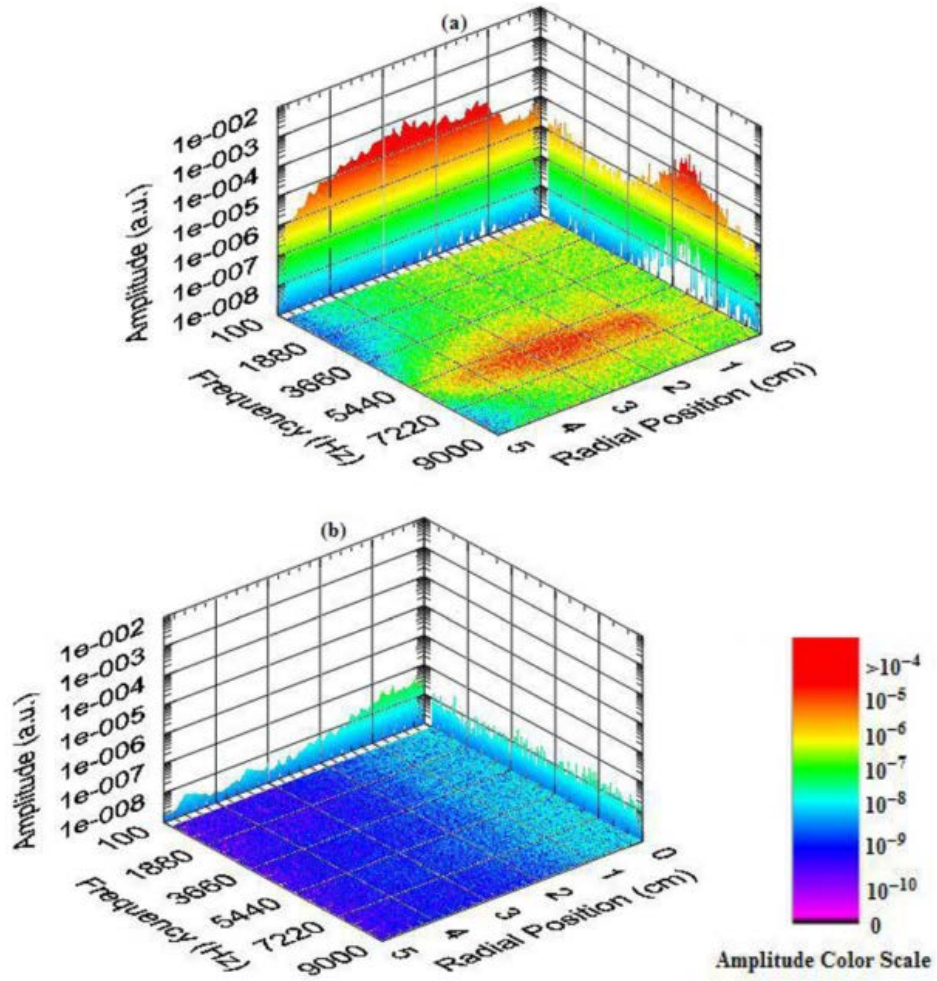 (a)
1e-002
1e-003
1e-004
1e-005
1e-006
1e-007
1e-008
Amplitude (a.u.)
100
1880
3660
5440
7220
9000
Frequency (Hz)
5
4
3
2
1
0
Radial Position (cm)
(b)
1e-002
1e-003
1e-004
1e-005
1e-006
1e-007
1e-008
Amplitude (a.u.)
100
1880
3660
5440
7220
9000
Frequency (Hz)
5
4
3
2
1
0
Radial Position (cm)
>10⁻⁴
10⁻⁵
10⁻⁶
10⁻⁷
10⁻⁸
10⁻⁹
10⁻¹⁰
0
Amplitude Color Scale